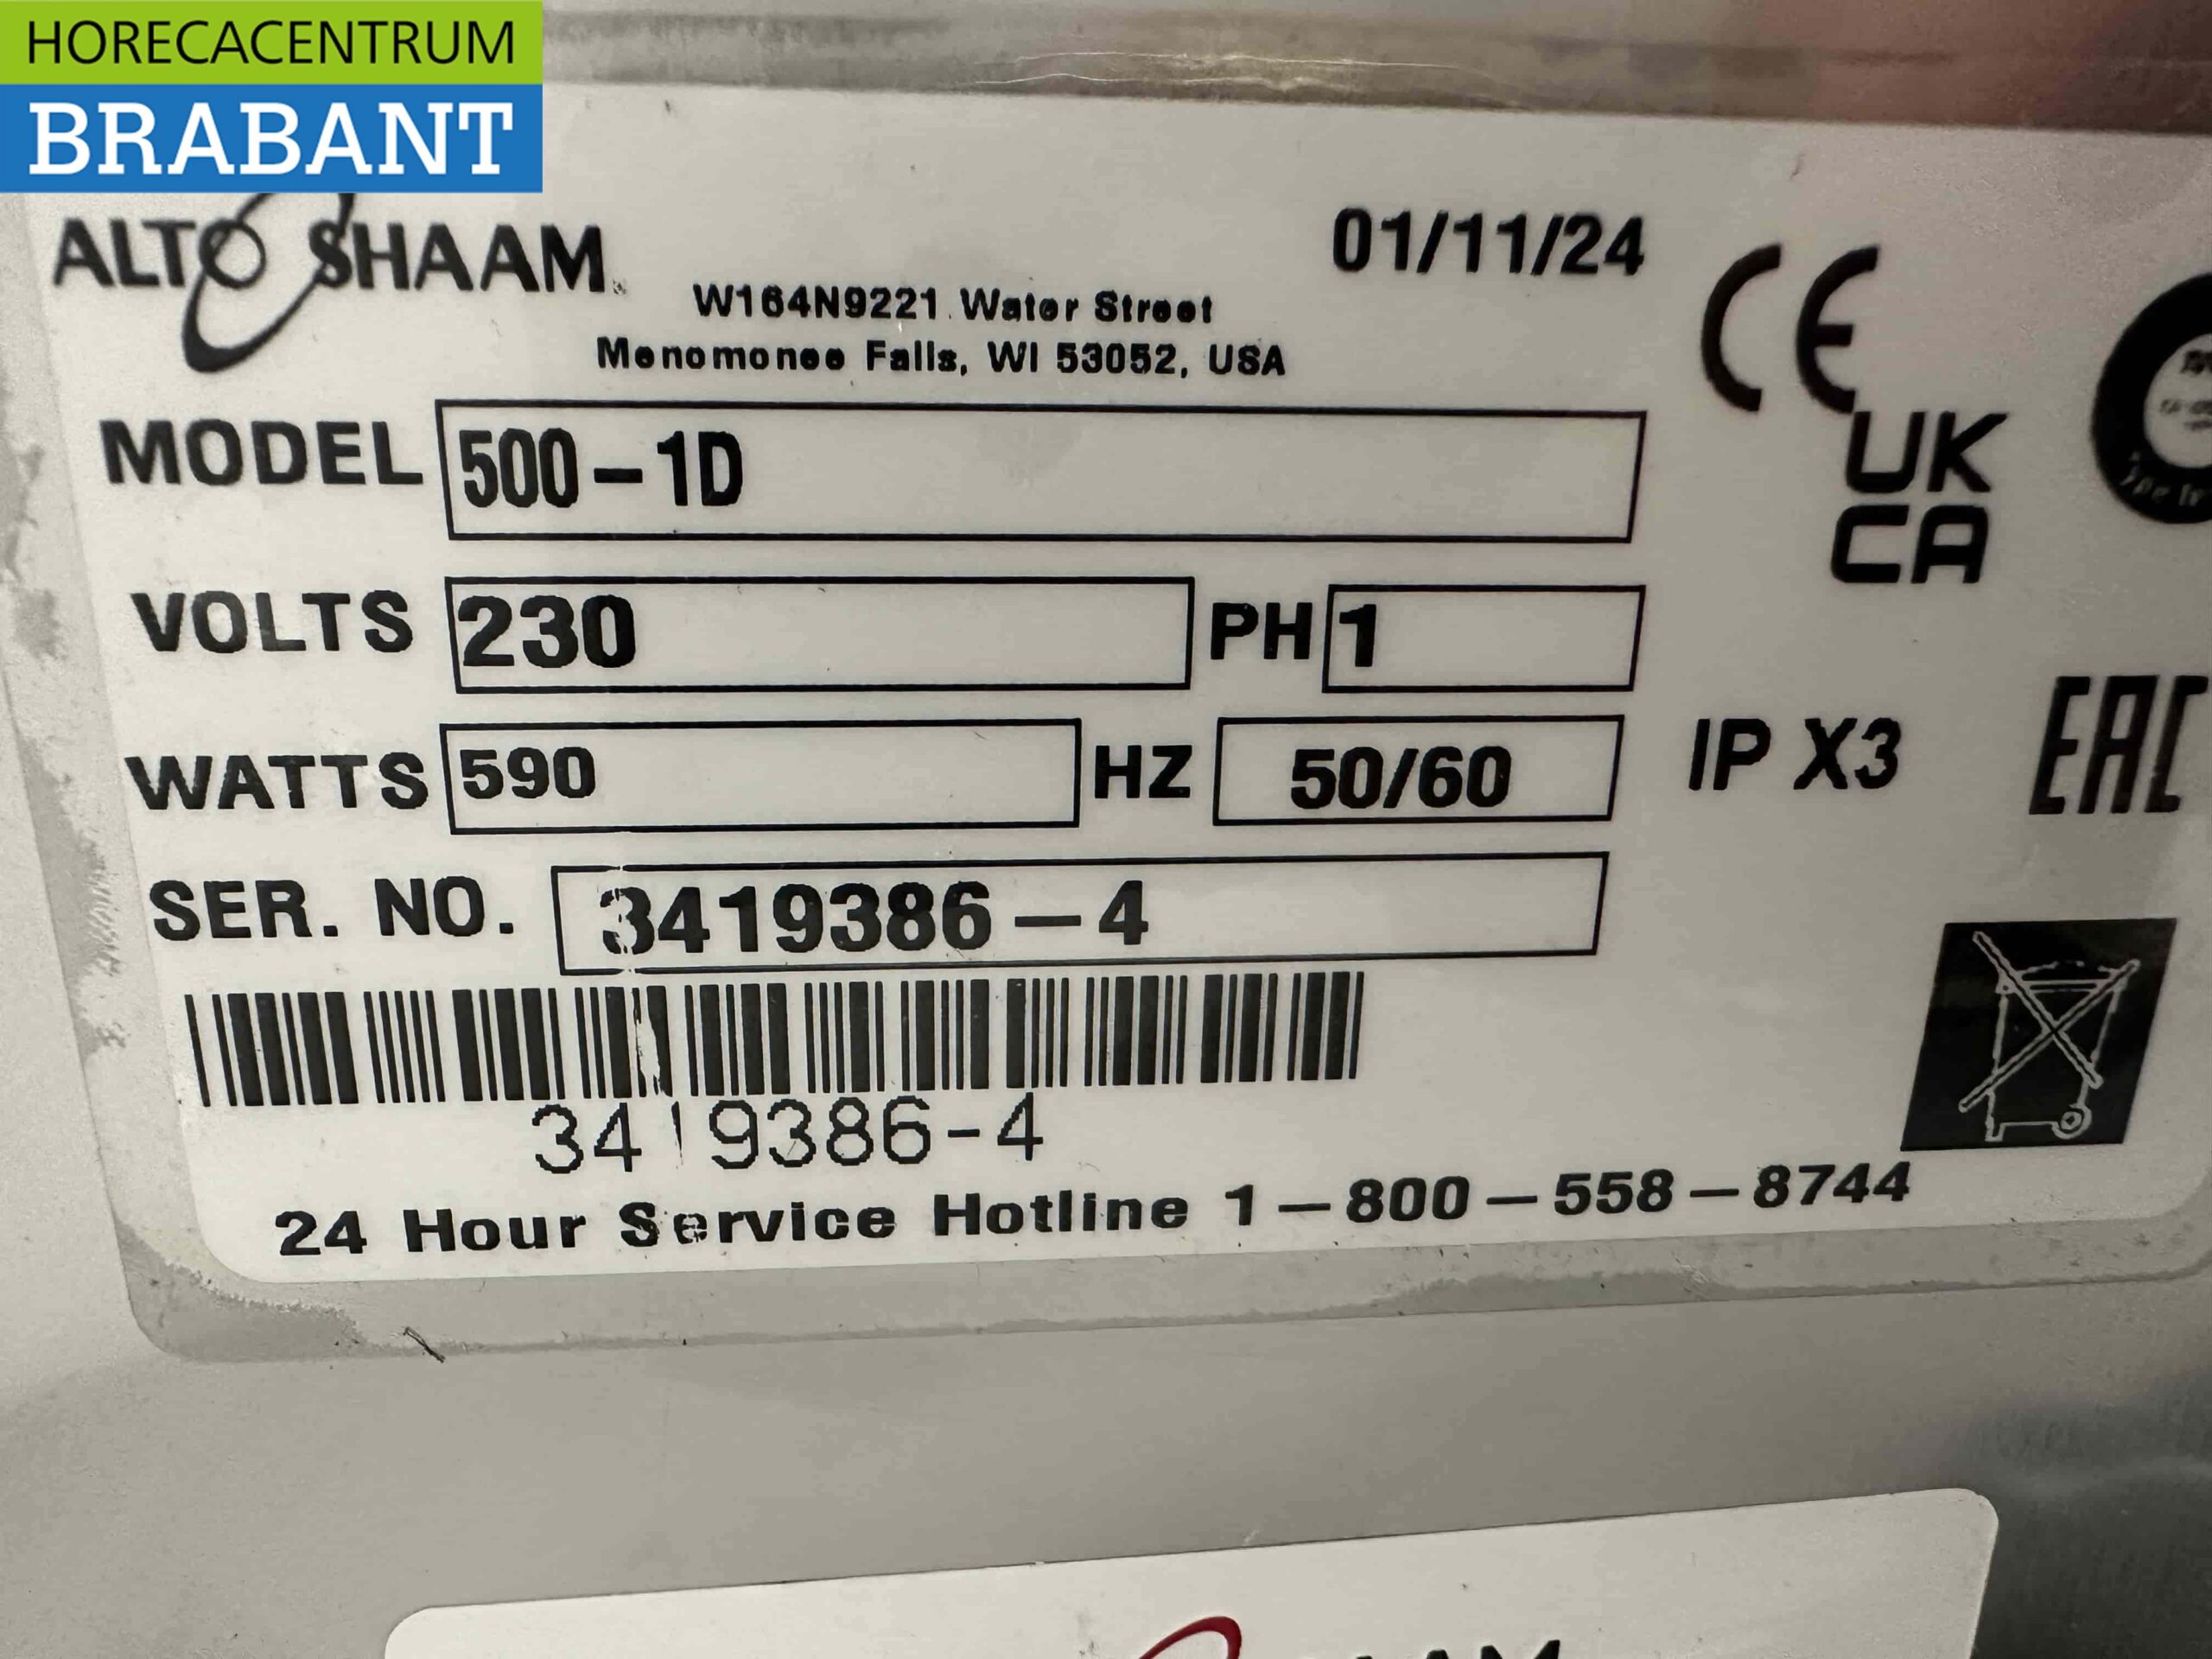 HORECACENTRUM
BRABANT
ALTO SHAAM.
01/11/24
W164N9221 Water Street
Menomonee Falls, WI 53052, USA
CE
UK
CA
MODEL 500-1D
VOLTS 230 PH 1
WATTS 590 HZ 50/60 IP X3 EAC
SER. NO. 3419386-4
3419386-4
24 Hour Service Hotline 1-800-558-8744